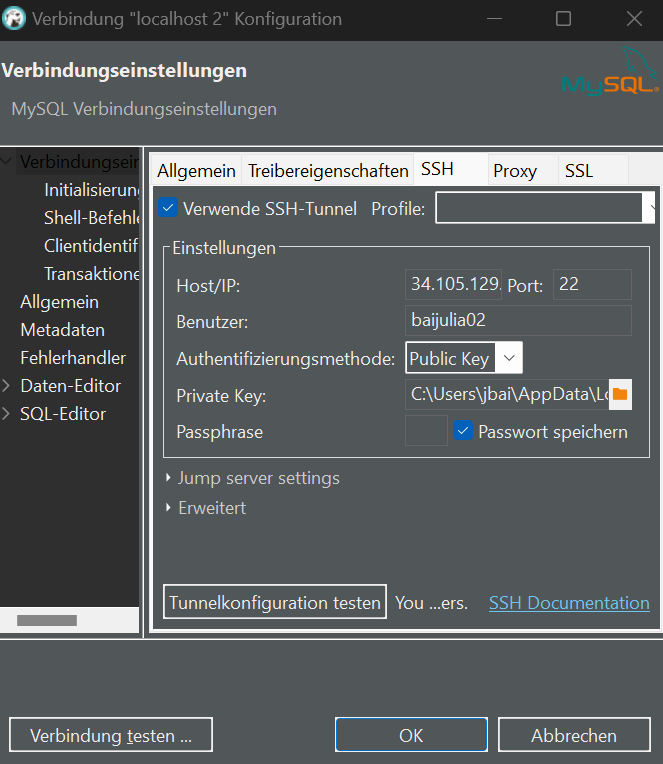 Verbindung "localhost 2" Konfiguration
Verbindungseinstellungen
MySQL Verbindungseinstellungen
MySQL
Verbindungsein
Initialisierun
Shell-Befehle
Clientidentif
Transaktione
Allgemein
Metadaten
Fehlerhandler
Daten-Editor
SQL-Editor
Allgemein Treibereigenschaften SSH Proxy SSL
Verwende SSH-Tunnel Profile:
Einstellungen
Host/IP: 34.105.129. Port: 22
Benutzer: baijulia02
Authentifizierungsmethode: Public Key
Private Key: C:\Users\jbai\AppData\Lo
Passphrase Passwort speichern
Jump server settings
Erweitert
Tunnelkonfiguration testen You ...ers. SSH Documentation
Verbindung testen ... OK Abbrechen